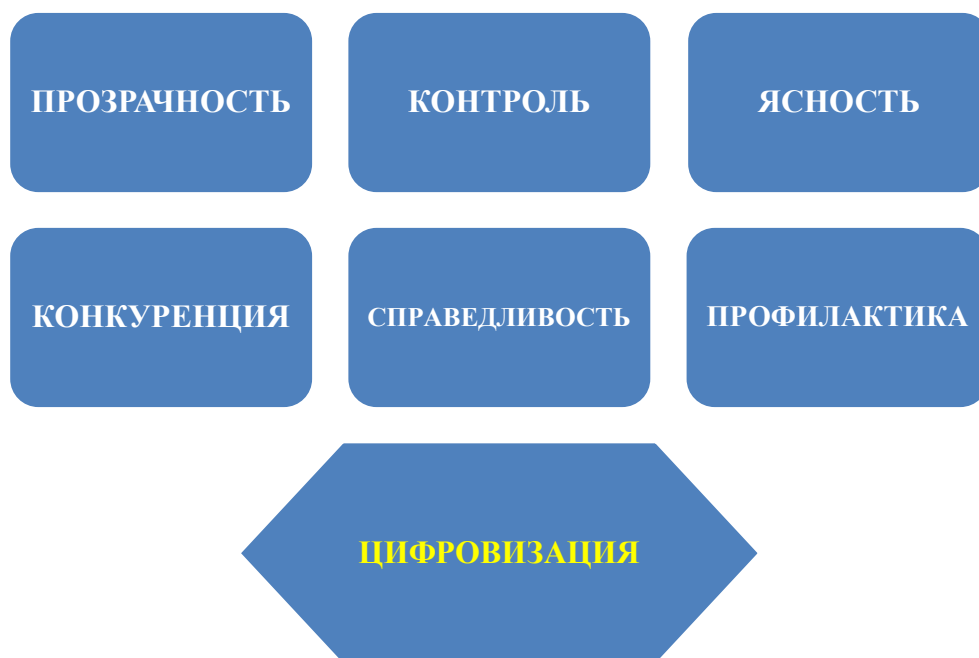 ПРОЗРАЧНОСТЬ
КОНТРОЛЬ
ЯСНОСТЬ
КОНКУРЕНЦИЯ
СПРАВЕДЛИВОСТЬ
ПРОФИЛАКТИКА
ЦИФРОВИЗАЦИЯ